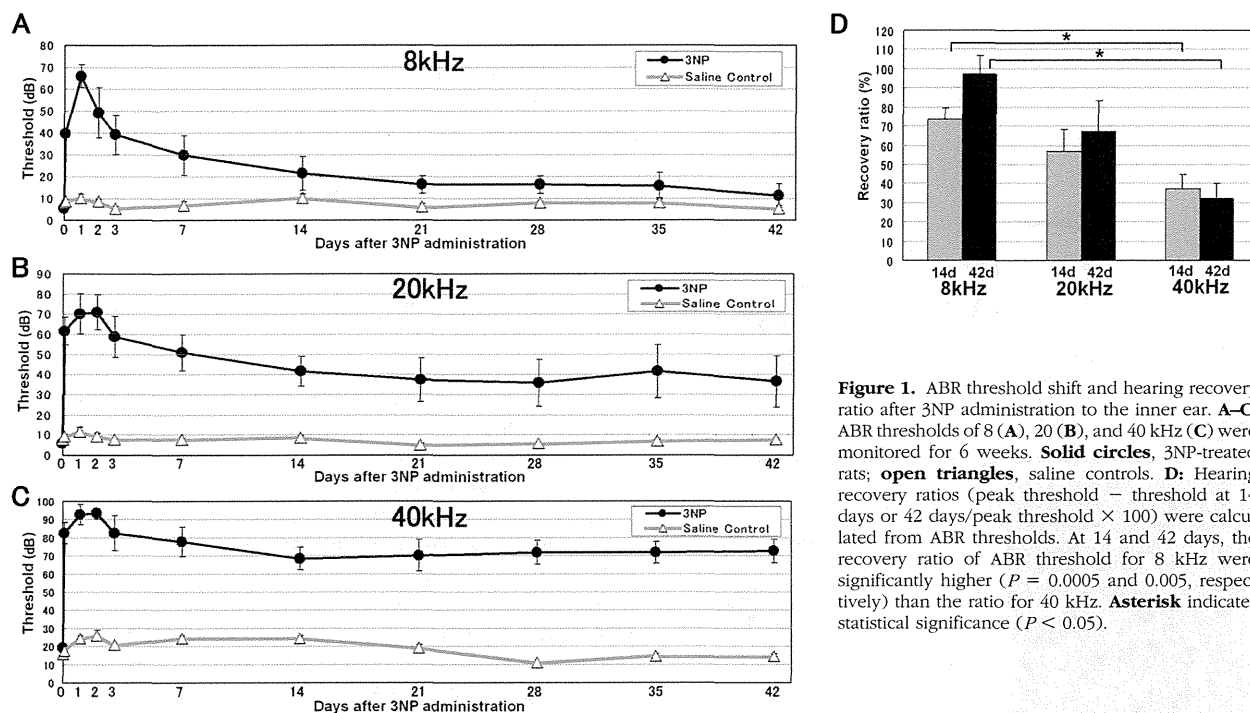 A
8kHz
Threshold (dB)
80
70
60
50
40
30
20
10
0
3NP
Saline Control
0 1 2 3 7 14 21 28 35 42
Days after 3NP administration
B
20kHz
Threshold (dB)
90
80
70
60
50
40
30
20
10
0
3NP
Saline Control
0 1 2 3 7 14 21 28 35 42
Days after 3NP administration
C
40kHz
Threshold (dB)
100
90
80
70
60
50
40
30
20
10
0
3NP
Saline Control
0 1 2 3 7 14 21 28 35 42
Days after 3NP administration
D
Recovery ratio (%)
120
110
100
90
80
70
60
50
40
30
20
10
0
*
*
14d 42d 14d 42d 14d 42d
8kHz 20kHz 40kHz
Figure 1. ABR threshold shift and hearing recovery
ratio after 3NP administration to the inner ear. A–C
ABR thresholds of 8 (A), 20 (B), and 40 kHz (C) were
monitored for 6 weeks. Solid circles, 3NP-treated
rats; open triangles, saline controls. D: Hearing
recovery ratios (peak threshold − threshold at 14
days or 42 days/peak threshold × 100) were calcu
lated from ABR thresholds. At 14 and 42 days, the
recovery ratio of ABR threshold for 8 kHz were
significantly higher (P = 0.0005 and 0.005, respec
tively) than the ratio for 40 kHz. Asterisk indicate
statistical significance (P < 0.05).